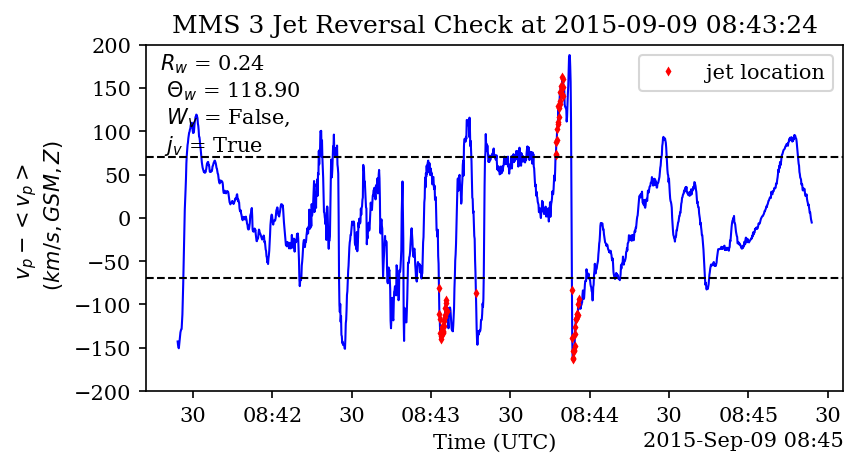 MMS 3 Jet Reversal Check at 2015-09-09 08:43:24
R_w = 0.24
Θ_w = 118.90
W_v = False,
j_v = True
jet location
200
150
100
50
0
−50
−100
−150
−200
v_p − < v_p >
(km/s, GSM, Z)
30 08:42 30 08:43 30 08:44 30 08:45 30
Time (UTC)
2015-Sep-09 08:45